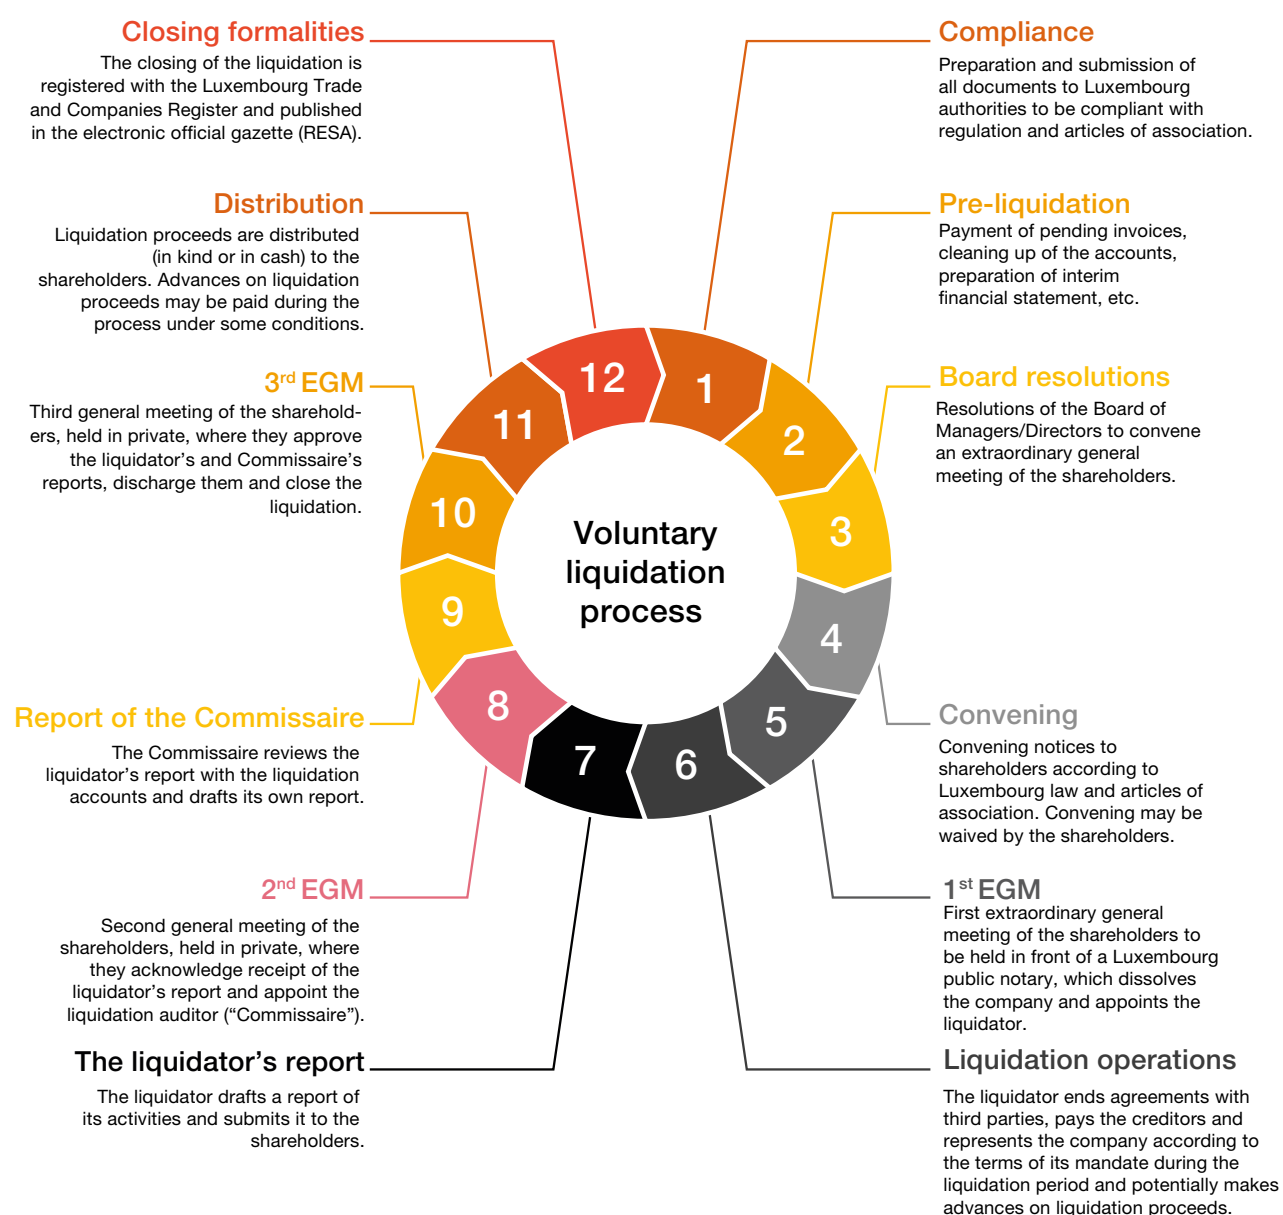 Closing formalities
The closing of the liquidation is
registered with the Luxembourg Trade
and Companies Register and published
in the electronic official gazette (RESA).
Distribution
Liquidation proceeds are distributed
(in kind or in cash) to the
shareholders. Advances on liquidation
proceeds may be paid during the
process under some conditions.
3rd EGM
Third general meeting of the sharehold-
ers, held in private, where they approve
the liquidator's and Commissaire's
reports, discharge them and close the
liquidation.
Report of the Commissaire
The Commissaire reviews the
liquidator's report with the liquidation
accounts and drafts its own report.
2nd EGM
Second general meeting of the
shareholders, held in private, where
they acknowledge receipt of the
liquidator's report and appoint the
liquidation auditor (“Commissaire”).
The liquidator's report
The liquidator drafts a report of
its activities and submits it to the
shareholders.
12
1
11
2
10
3
9
4
8
5
7
6
Voluntary
liquidation
process
Compliance
Preparation and submission of
all documents to Luxembourg
authorities to be compliant with
regulation and articles of association.
Pre-liquidation
Payment of pending invoices,
cleaning up of the accounts,
preparation of interim
financial statement, etc.
Board resolutions
Resolutions of the Board of
Managers/Directors to convene
an extraordinary general
meeting of the shareholders.
Convening
Convening notices to
shareholders according to
Luxembourg law and articles of
association. Convening may be
waived by the shareholders.
1st EGM
First extraordinary general
meeting of the shareholders to
be held in front of a Luxembourg
public notary, which dissolves
the company and appoints the
liquidator.
Liquidation operations
The liquidator ends agreements with
third parties, pays the creditors and
represents the company according to
the terms of its mandate during the
liquidation period and potentially makes
advances on liquidation proceeds.